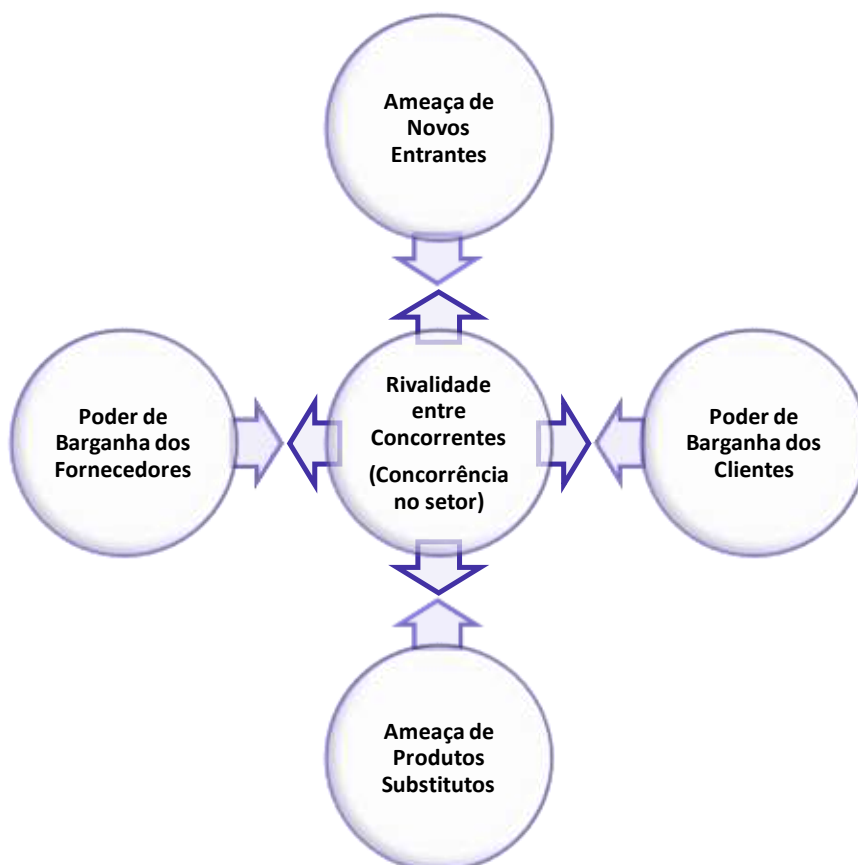 Ameaça de
Novos
Entrantes
Poder de
Barganha dos
Fornecedores
Rivalidade
entre
Concorrentes
(Concorrência
no setor)
Poder de
Barganha dos
Clientes
Ameaça de
Produtos
Substitutos